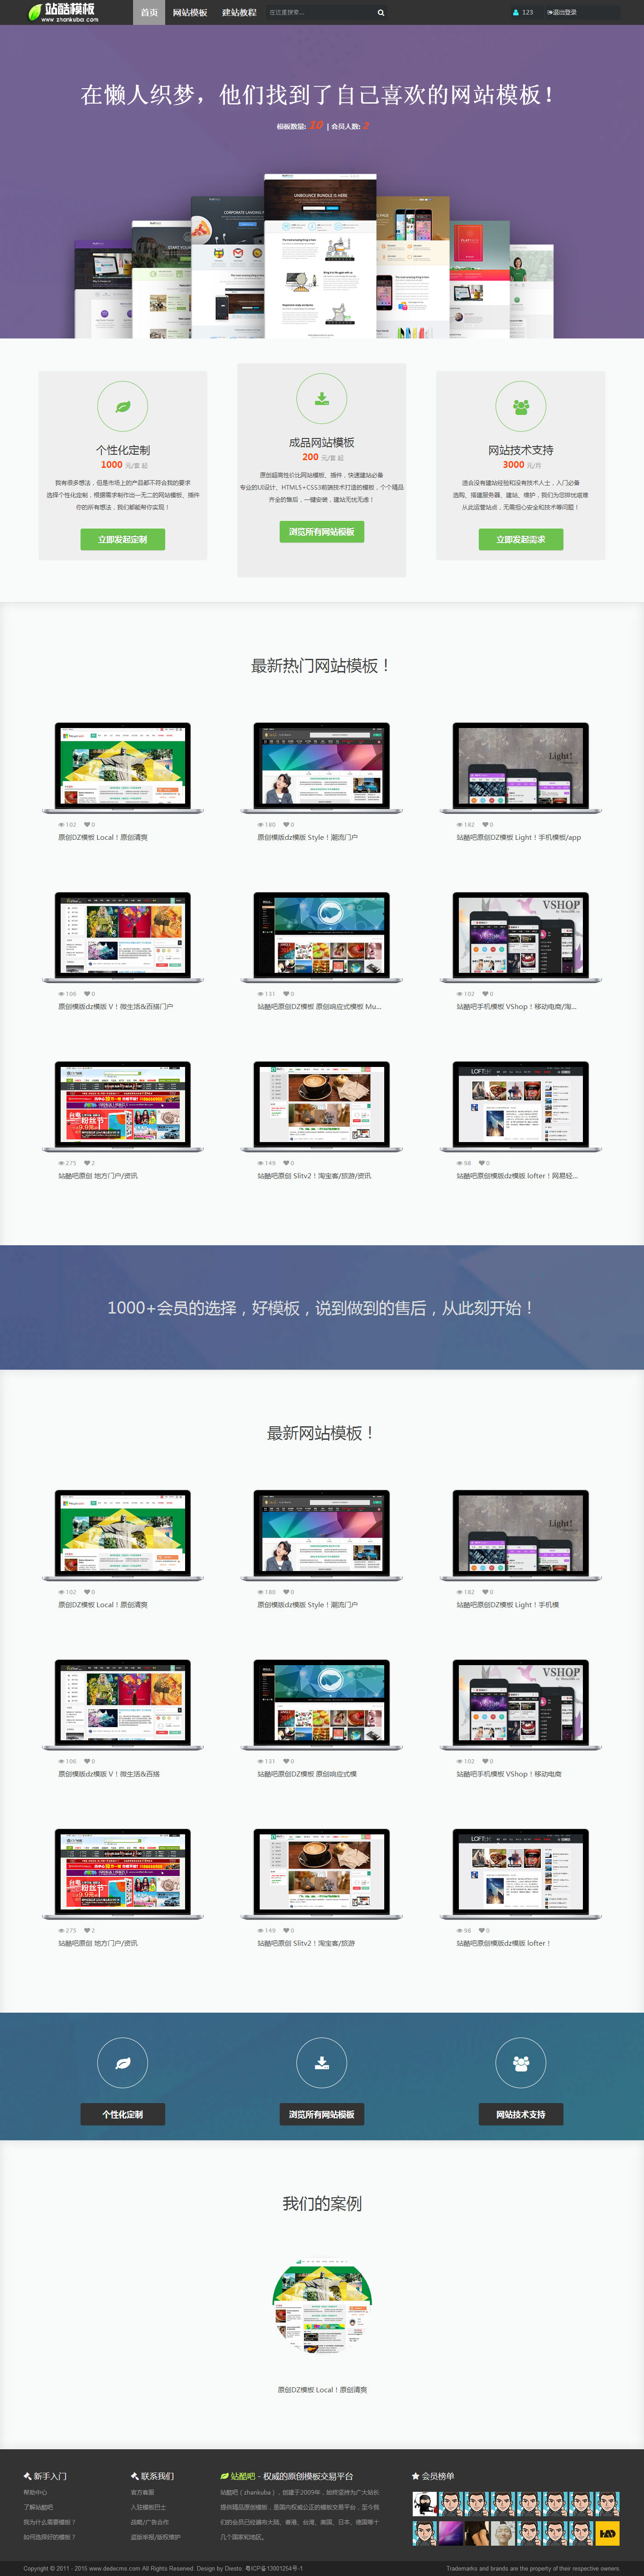 站酷模板
www.zhankuba.com
首页 网站模板 建站教程 在这里搜索... 123 退出登录
在懒人织梦，他们找到了自己喜欢的网站模板！
模板数量: 10 | 会员人数: 2
UNBOUNCE BUNDLE IS HERE
个性化定制
1000 元/套 起
我有很多想法，但是市场上的产品都不符合我的要求
选择个性化定制，根据需求制作出一无二的网站模板、插件
你的所有想法，我们都能帮你实现！
立即发起定制
成品网站模板
200 元/套 起
原创超高性价比网站模板、插件，快速建站必备
专业的UI设计、HTML5+CSS3前端技术打造的模板，个个精品
齐全的售后，一键安装，建站无忧无虑！
浏览所有网站模板
网站技术支持
3000 元/月
适合没有建站经验和没有技术人士，入门必备
选购、搭建服务器、建站、维护，我们为您排忧艰难
从此运营站点，无需担心安全和技术等问题！
立即发起需求
最新热门网站模板！
102 0
原创DZ模板 Local！原创清爽
180 0
原创模版dz模版 Style！潮流门户
Light!
182 0
站酷吧原创DZ模板 Light！手机模板/app
106 0
原创模版dz模版 V！微生活&百搭门户
131 0
站酷吧原创DZ模板 原创响应式模板 Mu...
VSHOP
102 0
站酷吧手机模板 VShop！移动电商/淘...
275 2
站酷吧原创 地方门户/资讯
149 0
站酷吧原创 Slitv2！淘宝客/旅游/资讯
LOFT
98 0
站酷吧原创模版dz模版 lofter！网易轻...
1000+会员的选择，好模板，说到做到的售后，从此刻开始！
最新网站模板！
102 0
原创DZ模板 Local！原创清爽
180 0
原创模版dz模版 Style！潮流门户
Light!
182 0
站酷吧原创DZ模板 Light！手机模
106 0
原创模版dz模版 V！微生活&百搭
131 0
站酷吧原创DZ模板 原创响应式模
VSHOP
102 0
站酷吧手机模板 VShop！移动电商
275 2
站酷吧原创 地方门户/资讯
149 0
站酷吧原创 Slitv2！淘宝客/旅游
LOFT
98 0
站酷吧原创模版dz模版 lofter！
个性化定制
浏览所有网站模板
网站技术支持
我们的案例
原创DZ模板 Local！原创清爽
新手入门
帮助中心
了解站酷吧
我为什么需要模板？
如何选择好的模板？
联系我们
官方客服
入驻模板巴士
战略/广告合作
盗版举报/版权维护
站酷吧 - 权威的原创模板交易平台
站酷吧（zhankuba），创建于2009年，始终坚持为广大站长
提供精品原创模板，是国内权威公正的模板交易平台，至今我
们的会员已经遍布大陆、香港、台湾、美国、日本、德国等十
几个国家和地区。
会员榜单
Copyright © 2011 - 2015 www.dedecms.com All Rights Reserved. Design by Diesto. 粤ICP备13001254号-1
Trademarks and brands are the property of their respective owners.